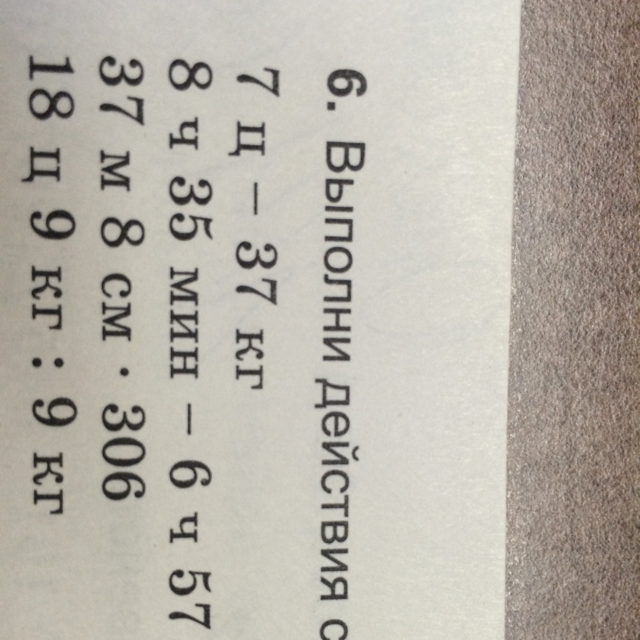 6. Выполни действия с
7 ц – 37 кг
8 ч 35 мин – 6 ч 57
37 м 8 см · 306
18 ц 9 кг : 9 кг